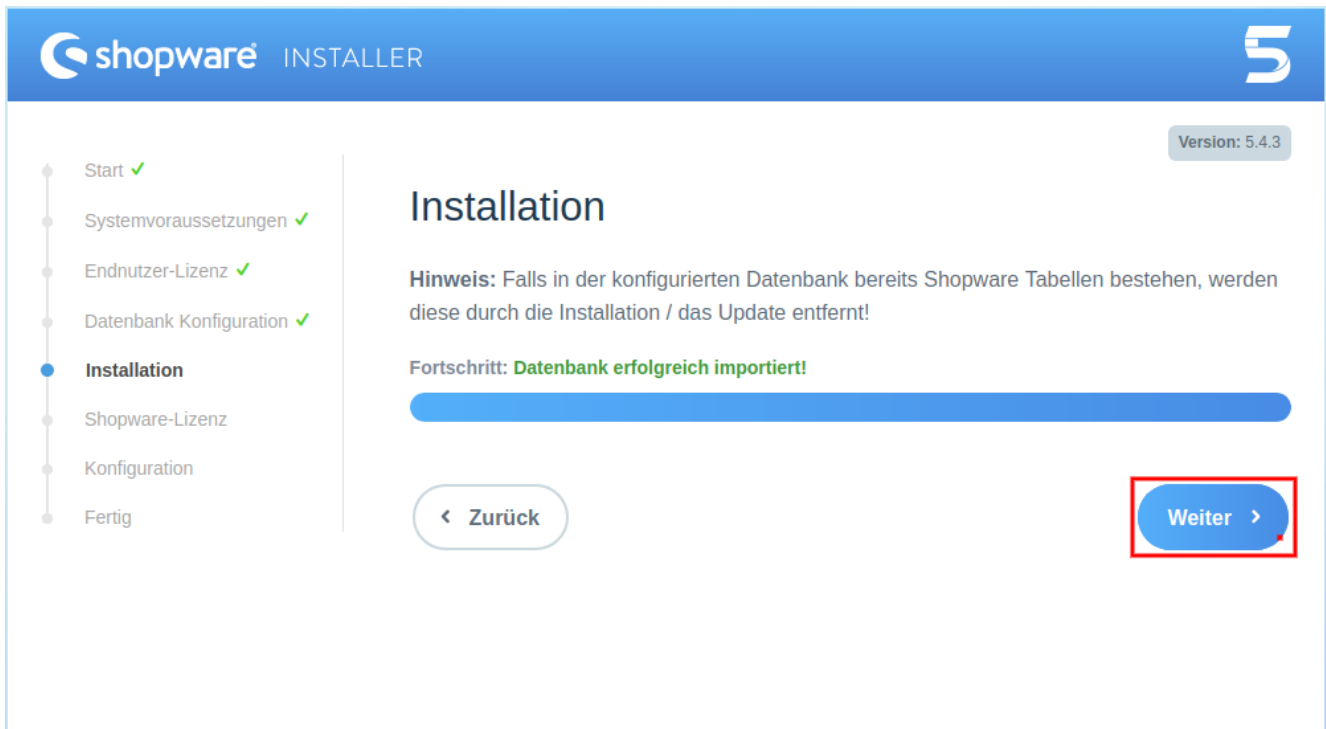 shopware INSTALLER
5
Version: 5.4.3
Start
Systemvoraussetzungen
Endnutzer-Lizenz
Datenbank Konfiguration
Installation
Shopware-Lizenz
Konfiguration
Fertig
Installation
Hinweis: Falls in der konfigurierten Datenbank bereits Shopware Tabellen bestehen, werden
diese durch die Installation / das Update entfernt!
Fortschritt: Datenbank erfolgreich importiert!
Zurück
Weiter